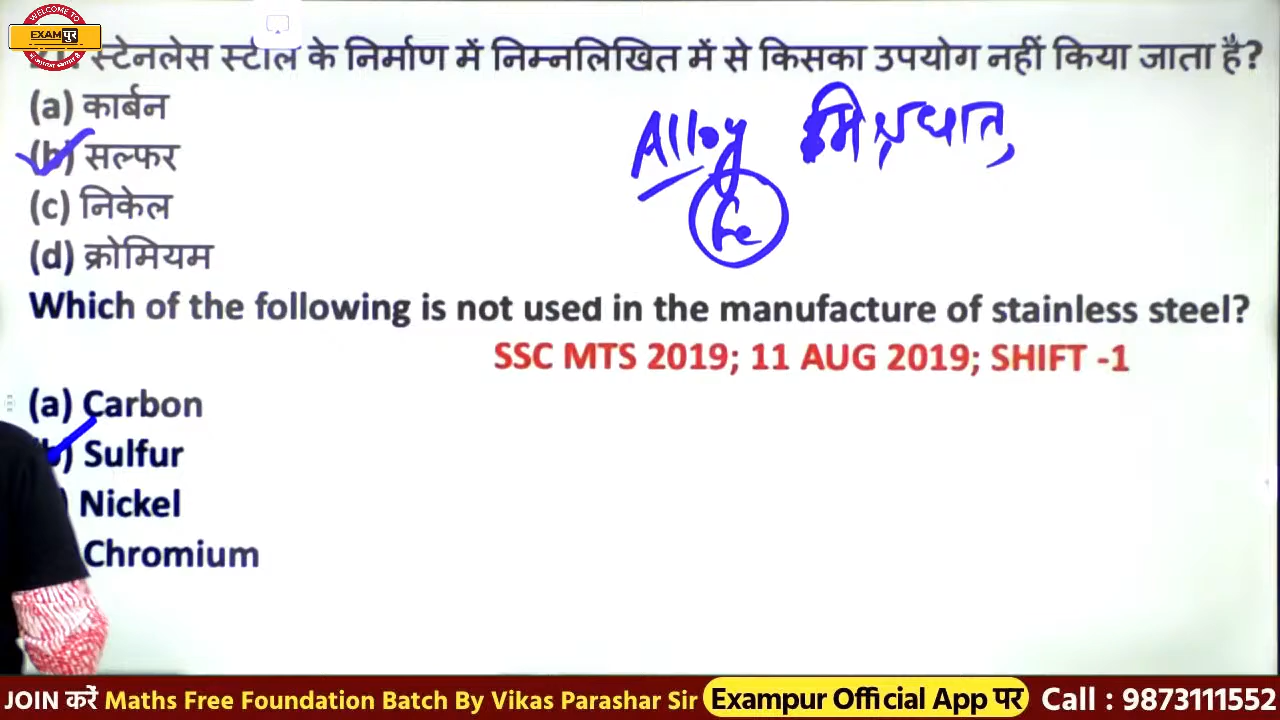 WELCOME TO
EXAMपुर
स्टेनलेस स्टील के निर्माण में निम्नलिखित में से किसका उपयोग नहीं किया जाता है?
(a) कार्बन
(b) सल्फर
(c) निकेल
(d) क्रोमियम
Alloy मिश्रधातु
Fe
Which of the following is not used in the manufacture of stainless steel?
SSC MTS 2019; 11 AUG 2019; SHIFT -1
(a) Carbon
b) Sulfur
) Nickel
Chromium
JOIN करें Maths Free Foundation Batch By Vikas Parashar Sir Exampur Official App पर Call : 9873111552